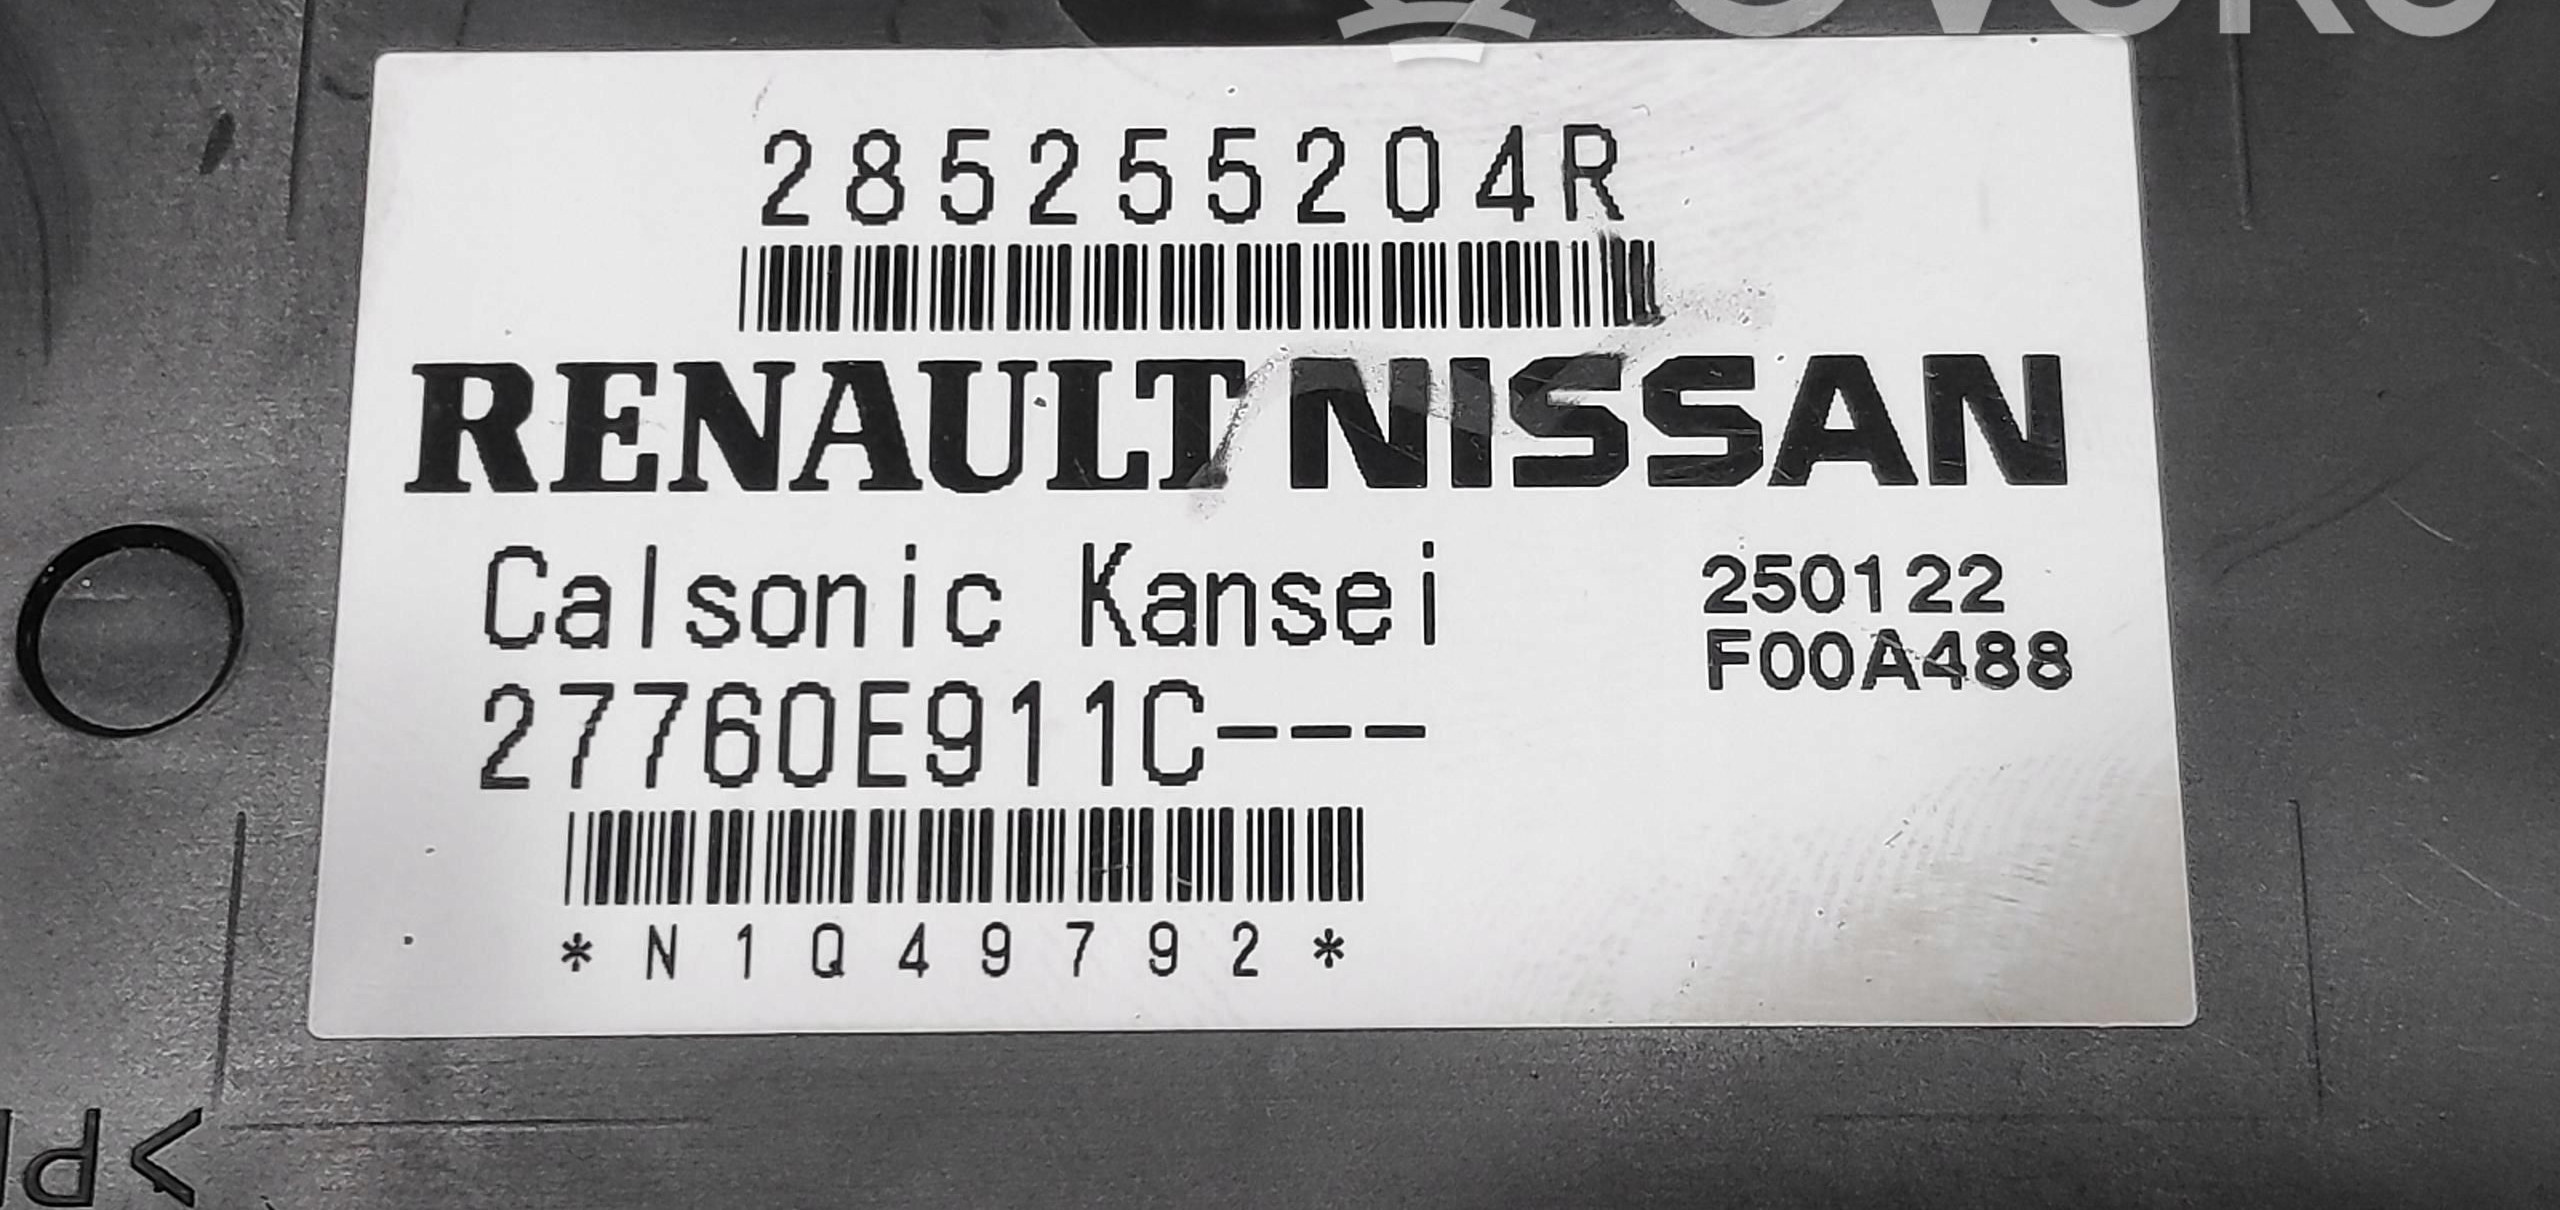 285255204R
RENAULT NISSAN
Calsonic Kansei
250122
27760E911C---
F00A488
*N1Q49792*